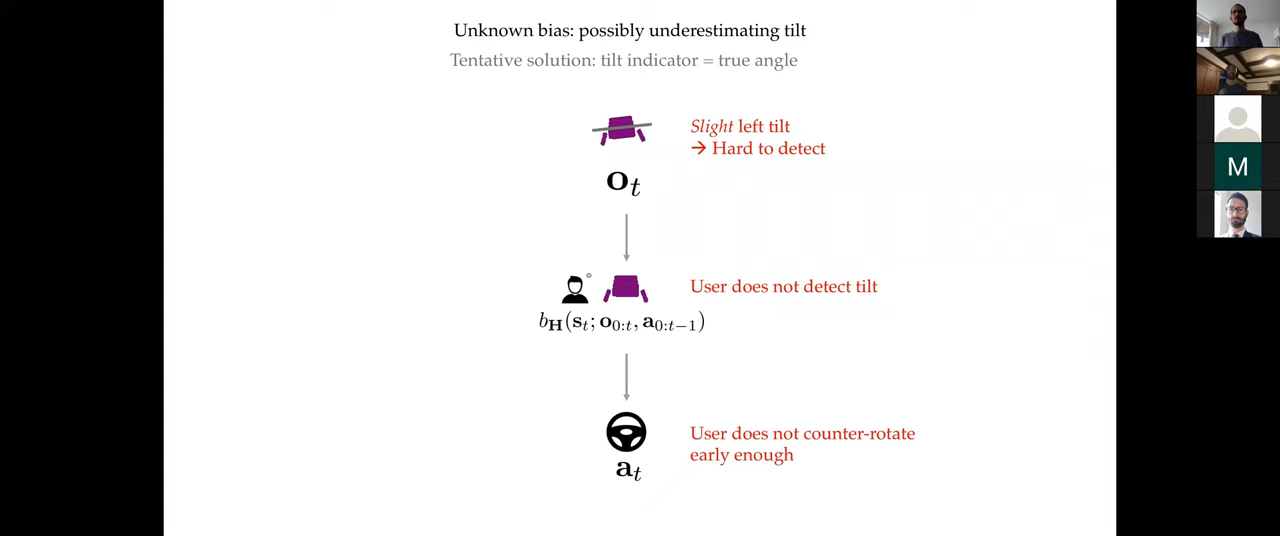 Unknown bias: possibly underestimating tilt
Tentative solution: tilt indicator = true angle
Slight left tilt
→ Hard to detect
o_t
User does not detect tilt
b_H(s_t; o_{0:t}, a_{0:t−1})
User does not counter-rotate
early enough
a_t
M